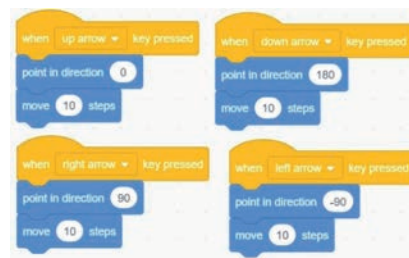 when up arrow key pressed
point in direction 0
move 10 steps
when down arrow key pressed
point in direction 180
move 10 steps
when right arrow key pressed
point in direction 90
move 10 steps
when left arrow key pressed
point in direction -90
move 10 steps